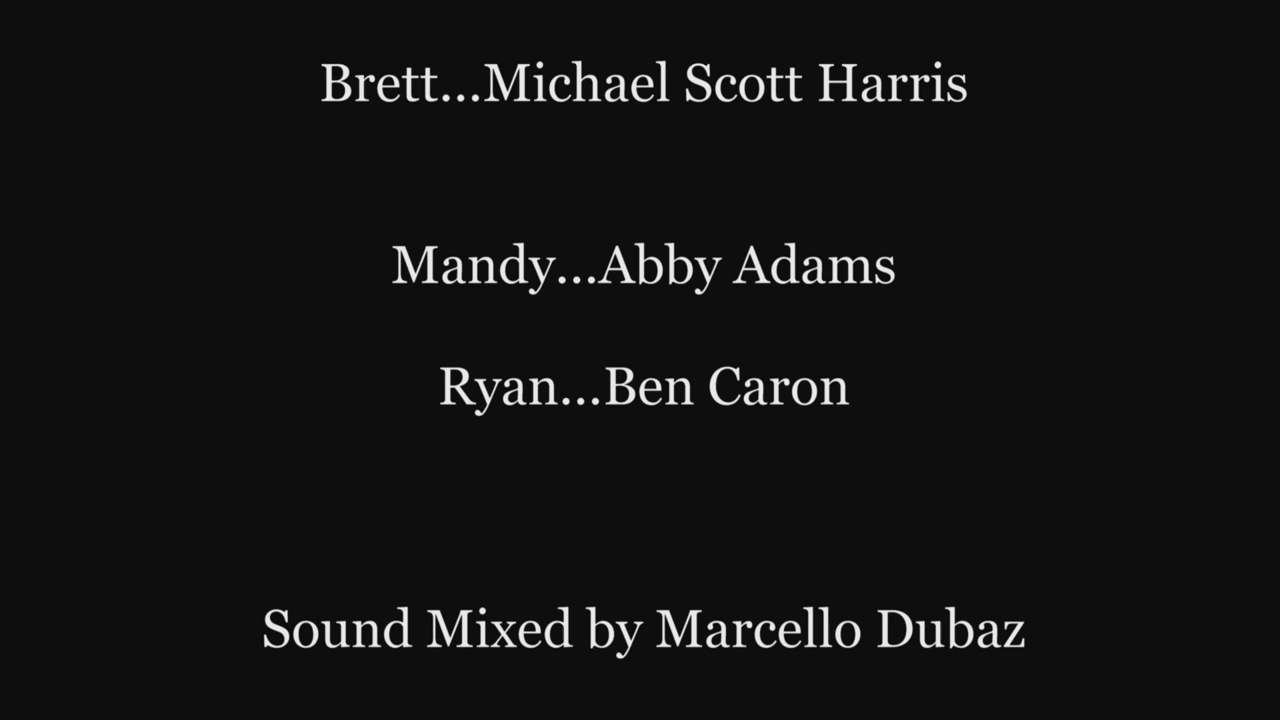 Brett...Michael Scott Harris
Mandy...Abby Adams
Ryan...Ben Caron
Sound Mixed by Marcello Dubaz